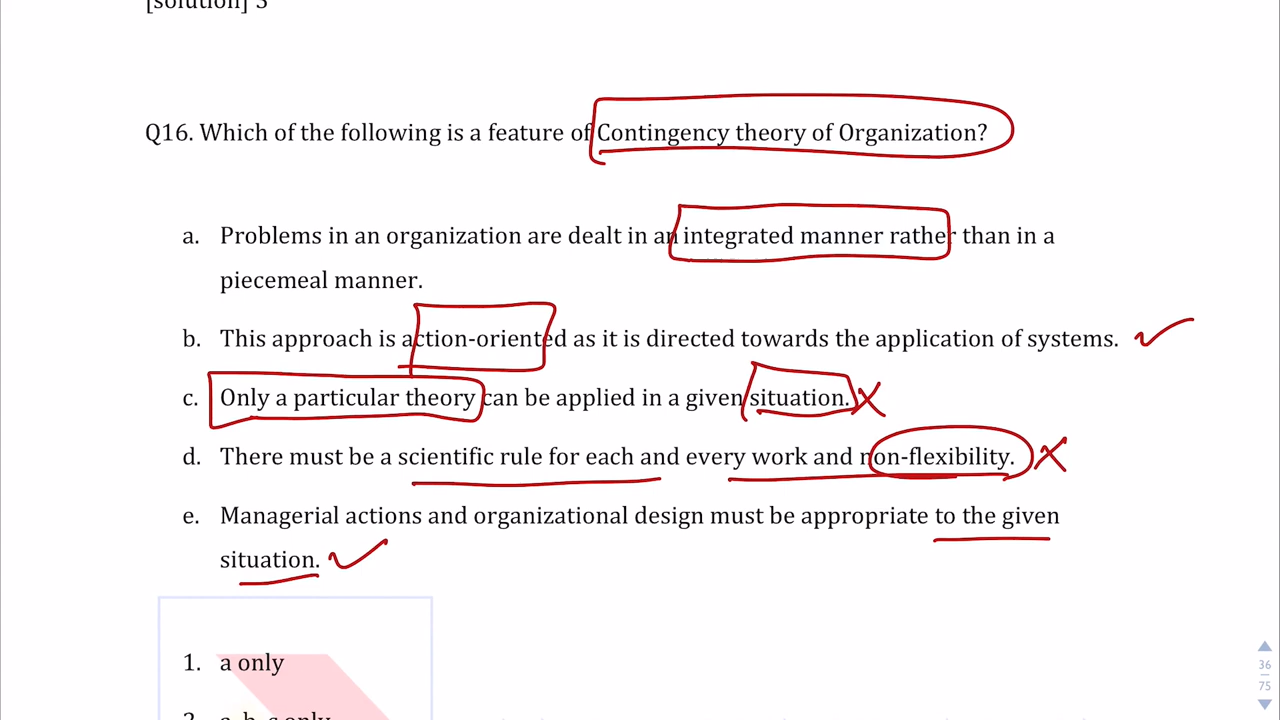 [solution] 3
Q16. Which of the following is a feature of Contingency theory of Organization?
a. Problems in an organization are dealt in an integrated manner rather than in a
piecemeal manner.
b. This approach is action-oriented as it is directed towards the application of systems.
c. Only a particular theory can be applied in a given situation.
d. There must be a scientific rule for each and every work and non-flexibility.
e. Managerial actions and organizational design must be appropriate to the given
situation.
1. a only
36
75